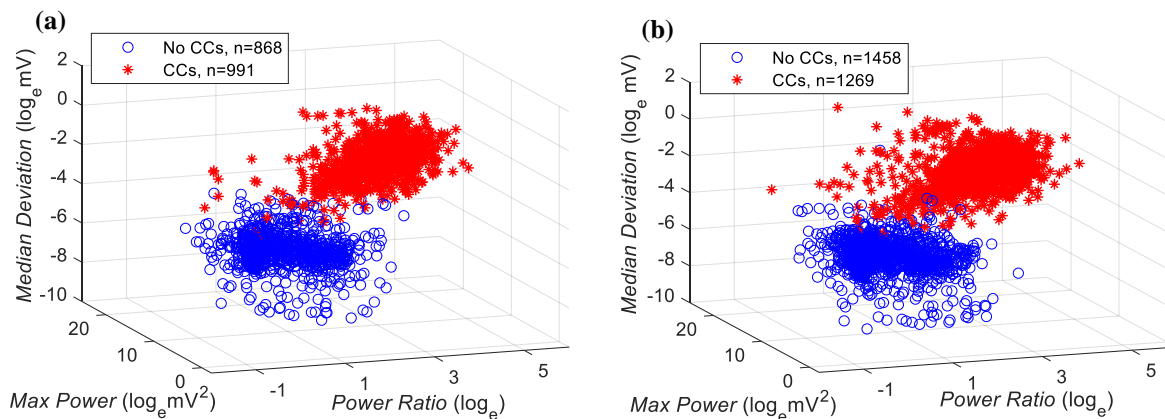 (a)
No CCs, n=868
CCs, n=991
2
0
-2
-4
-6
-8
-10
Median Deviation (logₑ mV)
20
10
0
Max Power (logₑmV²)
-1
1
3
5
Power Ratio (logₑ)
(b)
No CCs, n=1458
CCs, n=1269
2
0
-2
-4
-6
-8
-10
Median Deviation (logₑ mV)
20
10
0
Max Power (logₑmV²)
-1
1
3
5
Power Ratio (logₑ)